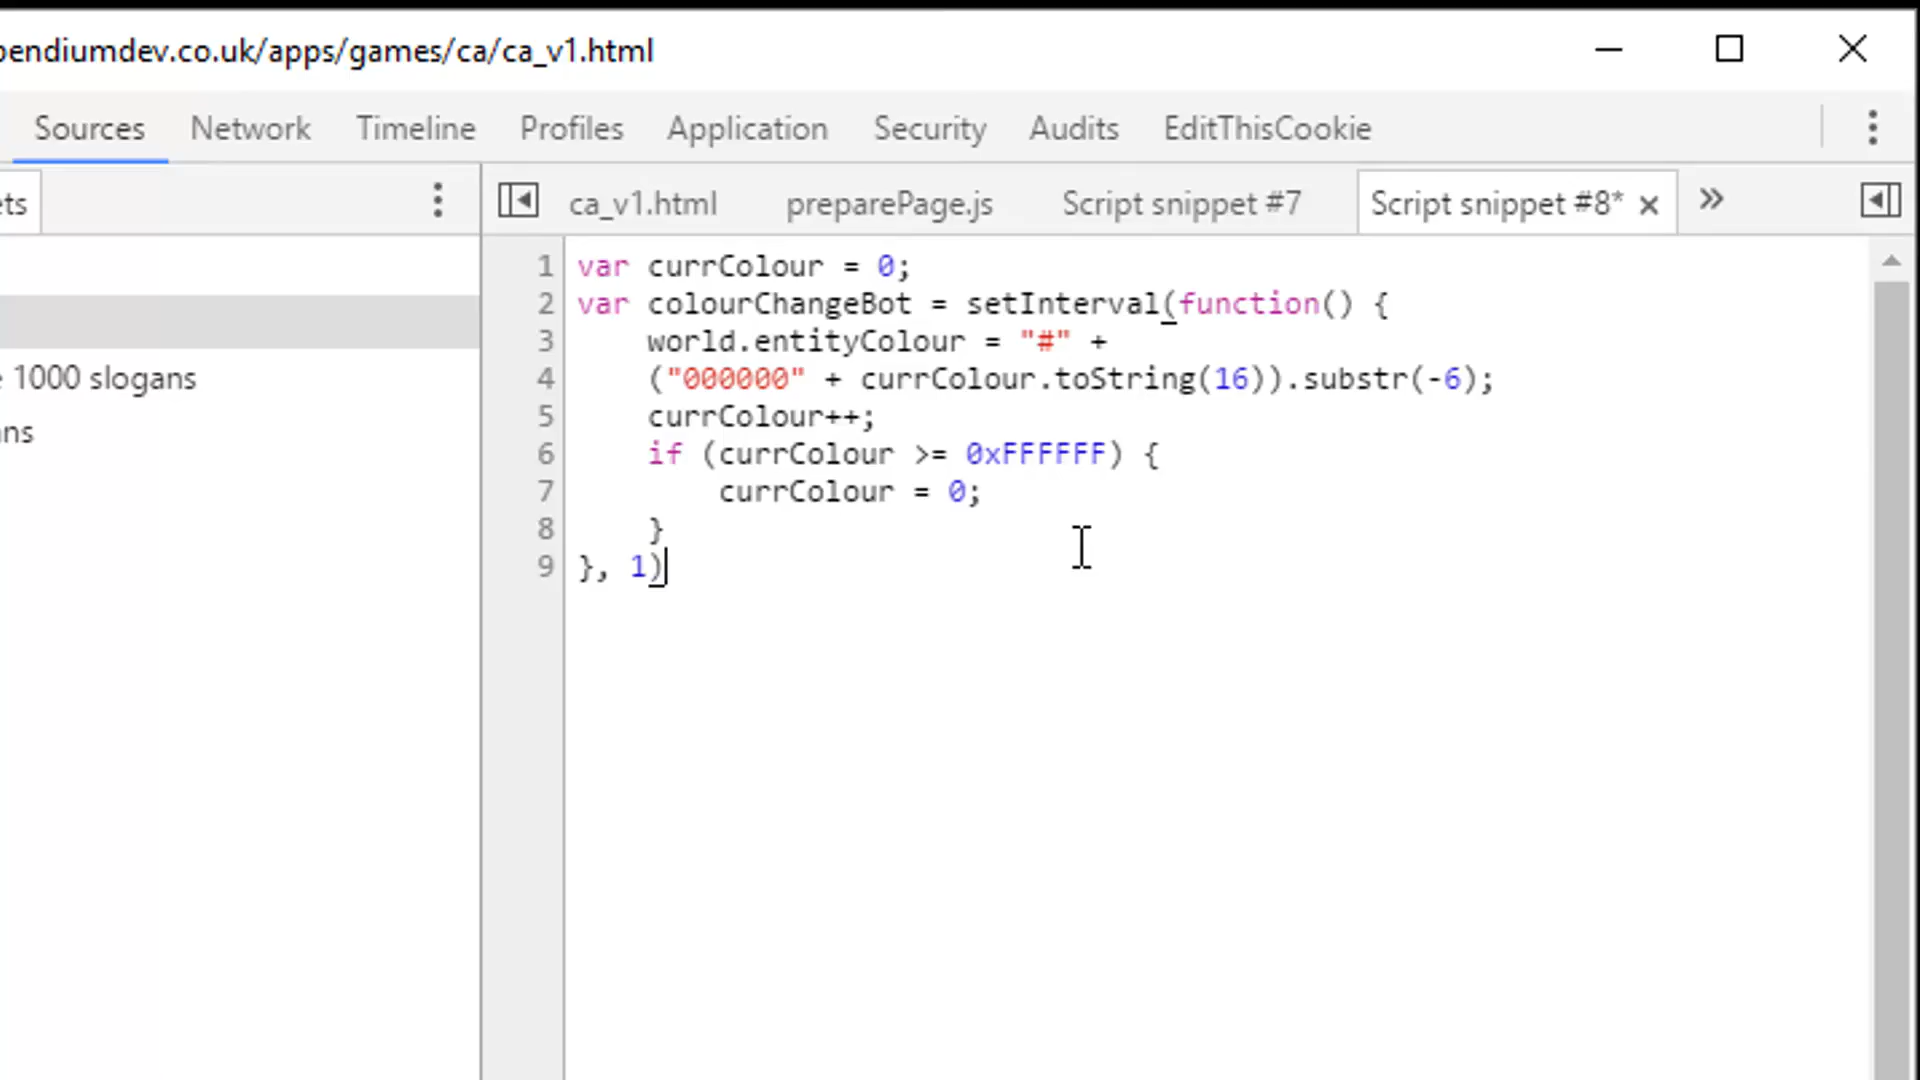 pendiumdev.co.uk/apps/games/ca/ca_v1.html
Sources Network Timeline Profiles Application Security Audits EditThisCookie
ets ca_v1.html preparePage.js Script snippet #7 Script snippet #8* ×
1 var currColour = 0;
2 var colourChangeBot = setInterval(function() {
3 world.entityColour = "#" +
4 ("000000" + currColour.toString(16)).substr(-6);
5 currColour++;
6 if (currColour >= 0xFFFFFF) {
7 currColour = 0;
8 }
9 }, 1)
e 1000 slogans
ans